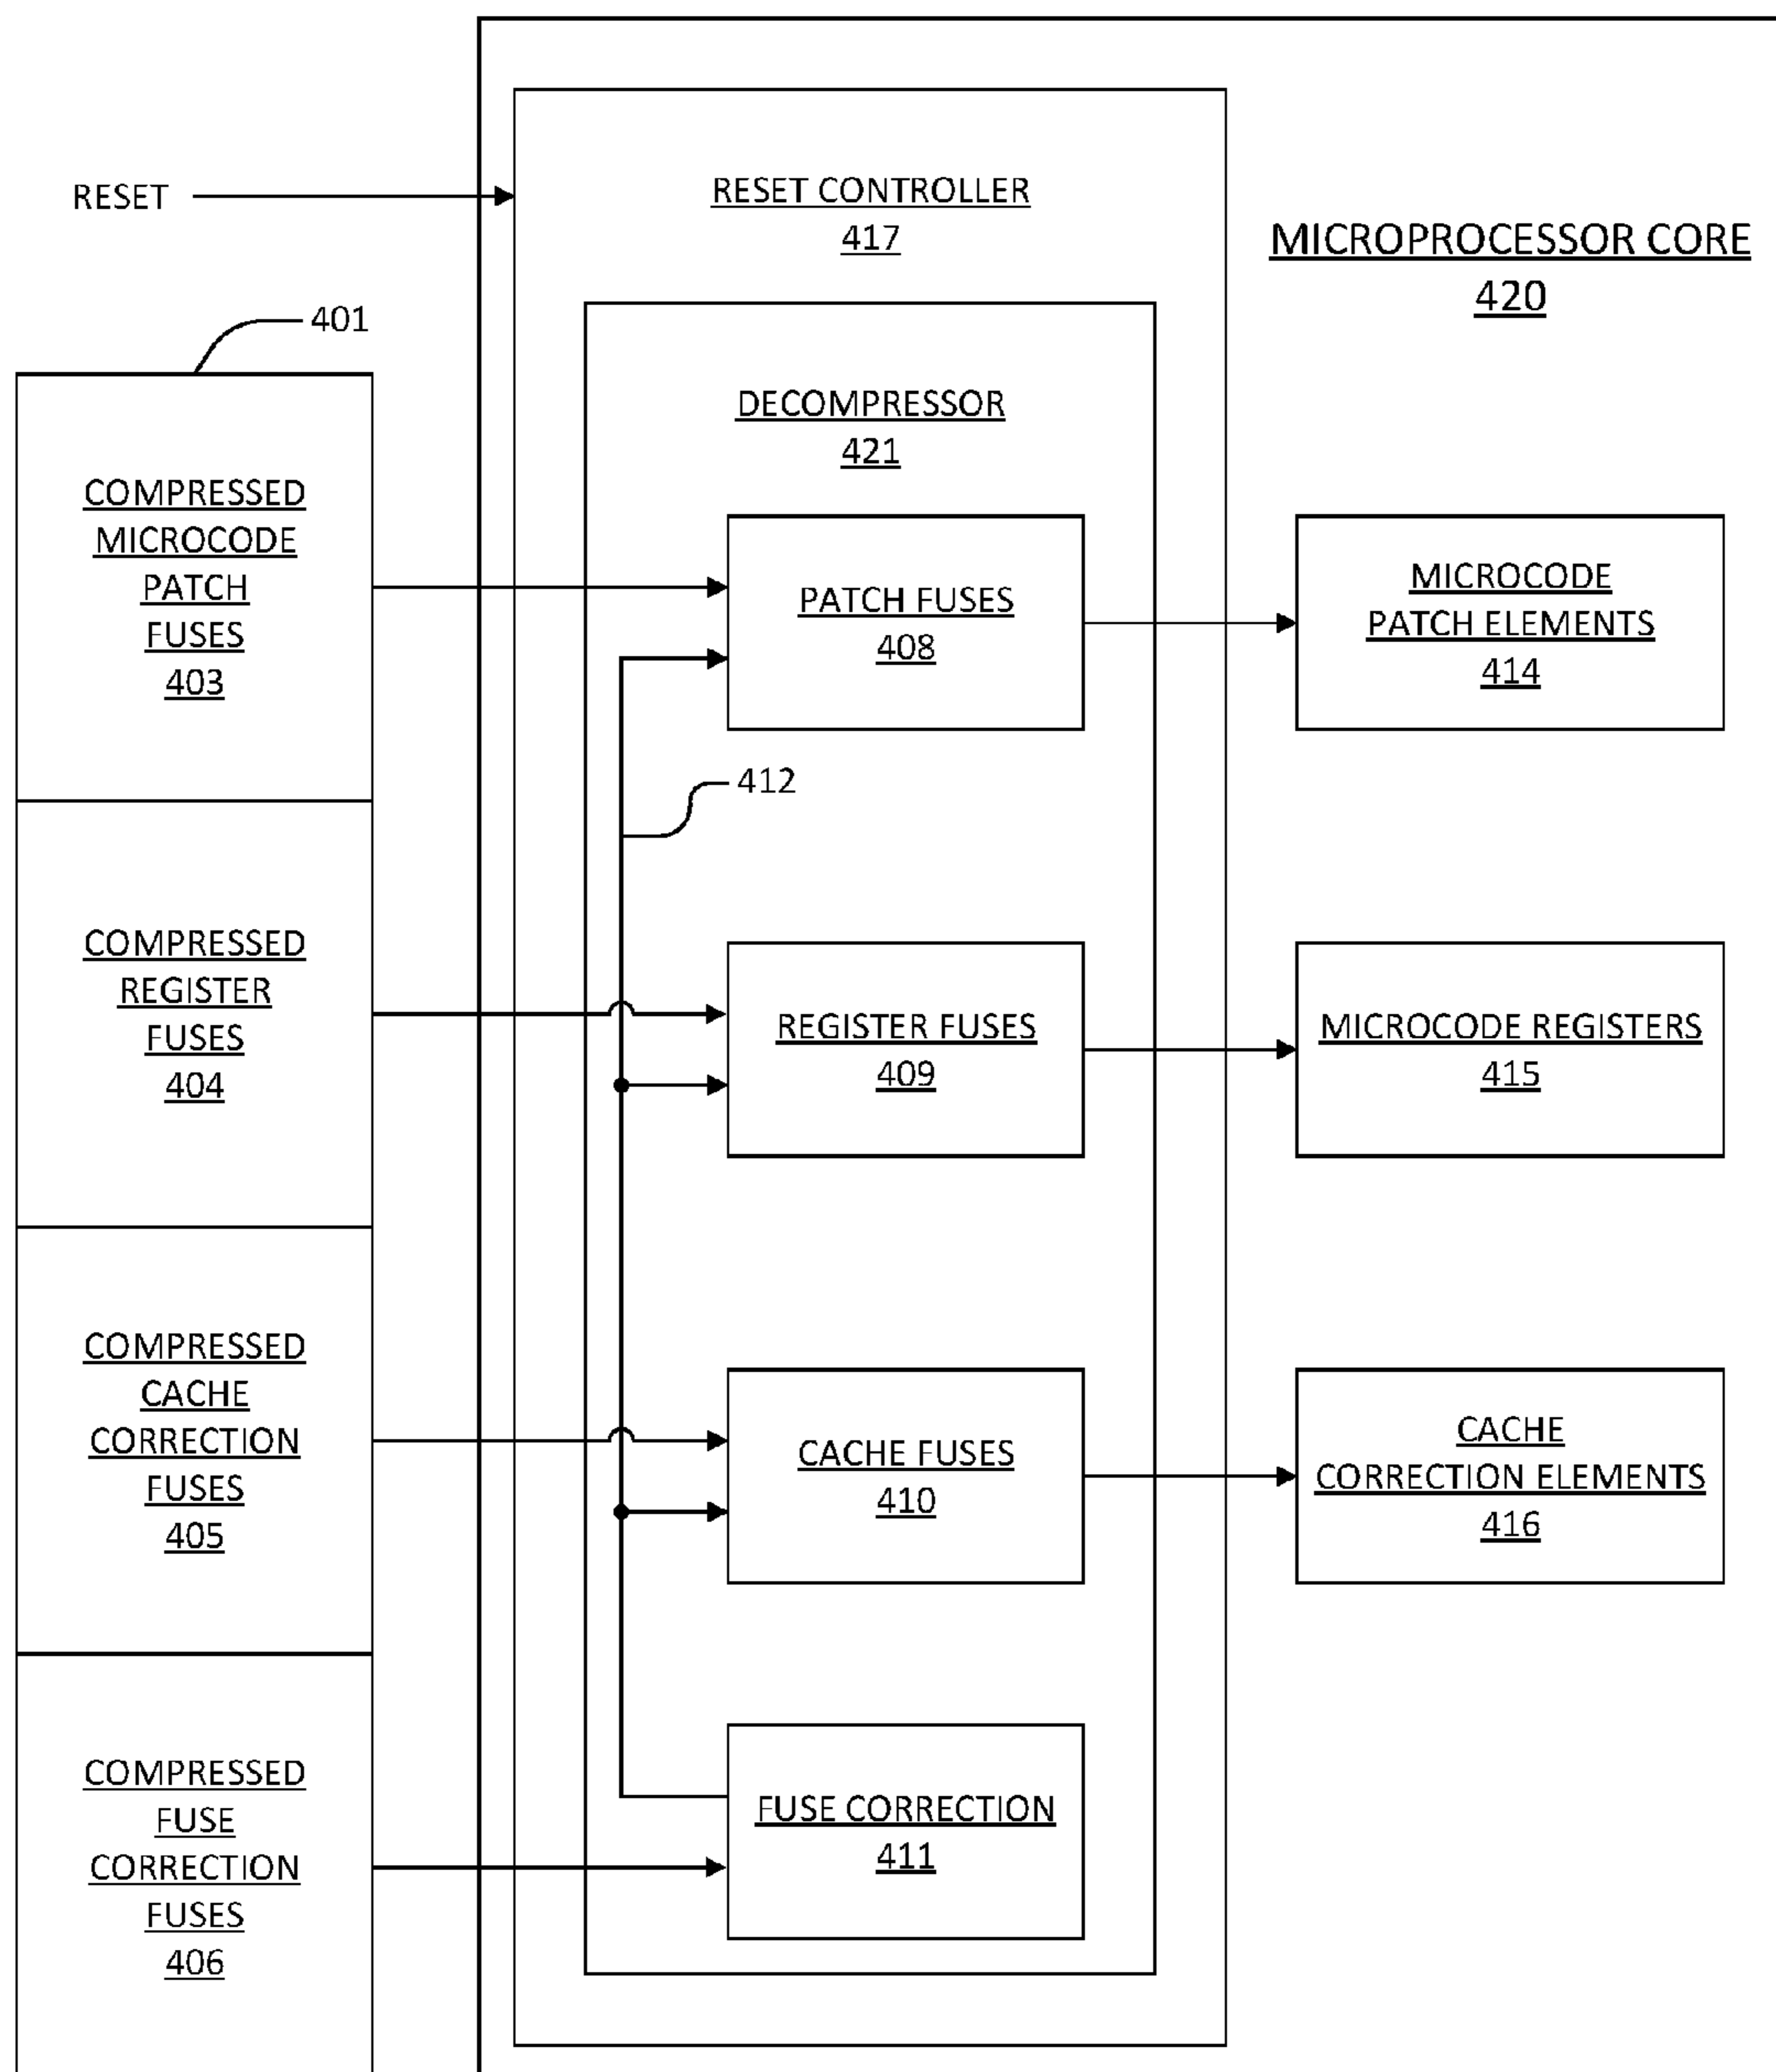 RESET
RESET CONTROLLER
417
MICROPROCESSOR CORE
420
401
DECOMPRESSOR
421
COMPRESSED
MICROCODE
PATCH
FUSES
403
PATCH FUSES
408
MICROCODE
PATCH ELEMENTS
414
412
COMPRESSED
REGISTER
FUSES
404
REGISTER FUSES
409
MICROCODE REGISTERS
415
COMPRESSED
CACHE
CORRECTION
FUSES
405
CACHE FUSES
410
CACHE
CORRECTION ELEMENTS
416
COMPRESSED
FUSE
CORRECTION
FUSES
406
FUSE CORRECTION
411